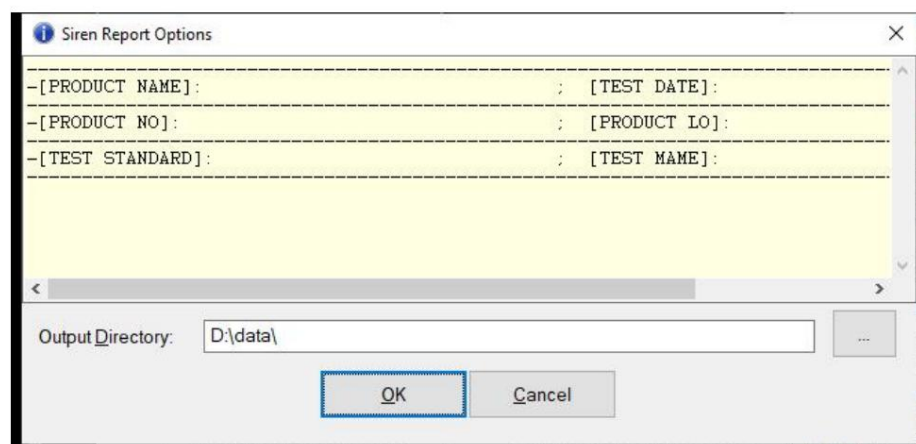 Siren Report Options
-[PRODUCT NAME]: ; [TEST DATE]:
-[PRODUCT NO]: ; [PRODUCT LO]:
-[TEST STANDARD]: ; [TEST MAME]:
Output Directory: D:\data\ ...
OK Cancel